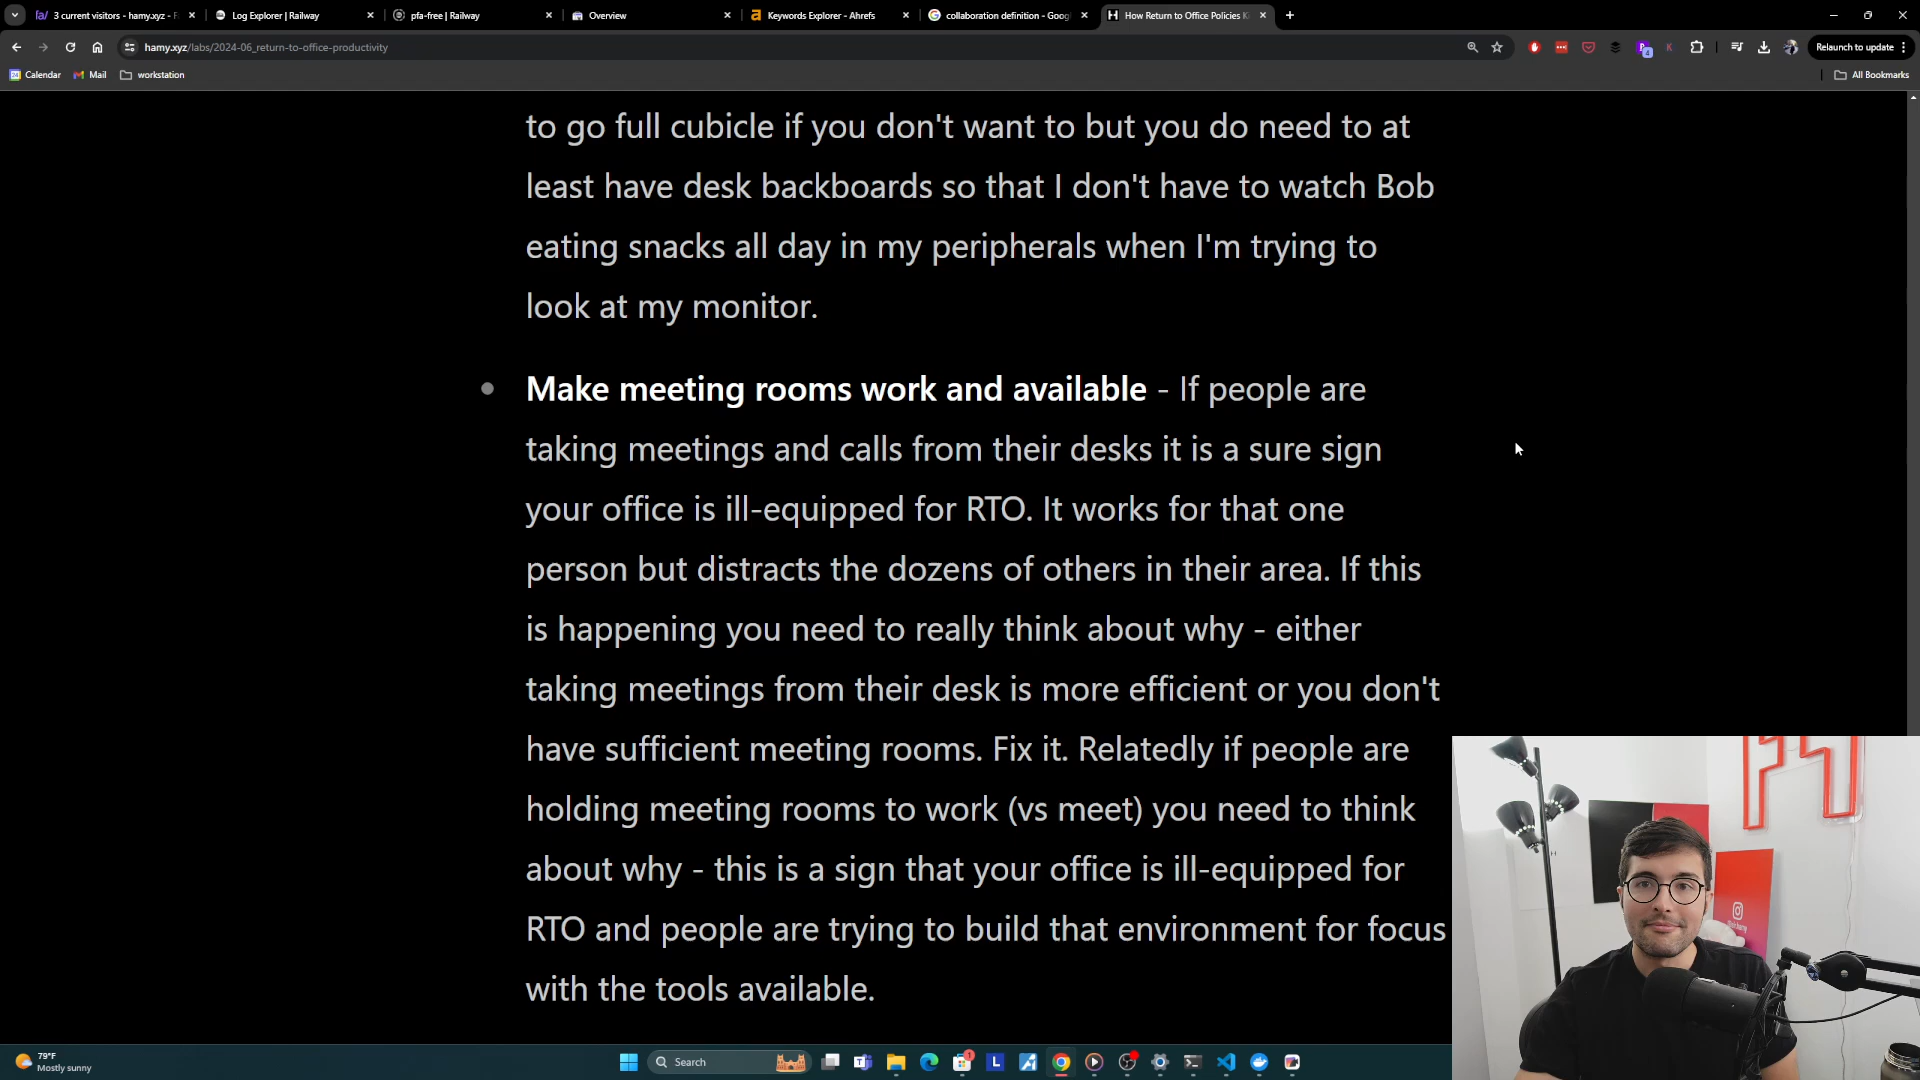 3 current visitors - hamy.xyz - F
Log Explorer | Railway
pfa-free | Railway
Overview
Keywords Explorer - Ahrefs
collaboration definition - Goog
How Return to Office Policies Ki
hamy.xyz/labs/2024-06_return-to-office-productivity
Relaunch to update
Calendar
Mail
workstation
All Bookmarks
to go full cubicle if you don't want to but you do need to at
least have desk backboards so that I don't have to watch Bob
eating snacks all day in my peripherals when I'm trying to
look at my monitor.
Make meeting rooms work and available - If people are
taking meetings and calls from their desks it is a sure sign
your office is ill-equipped for RTO. It works for that one
person but distracts the dozens of others in their area. If this
is happening you need to really think about why - either
taking meetings from their desk is more efficient or you don't
have sufficient meeting rooms. Fix it. Relatedly if people are
holding meeting rooms to work (vs meet) you need to think
about why - this is a sign that your office is ill-equipped for
RTO and people are trying to build that environment for focus
with the tools available.
79°F
Mostly sunny
Search